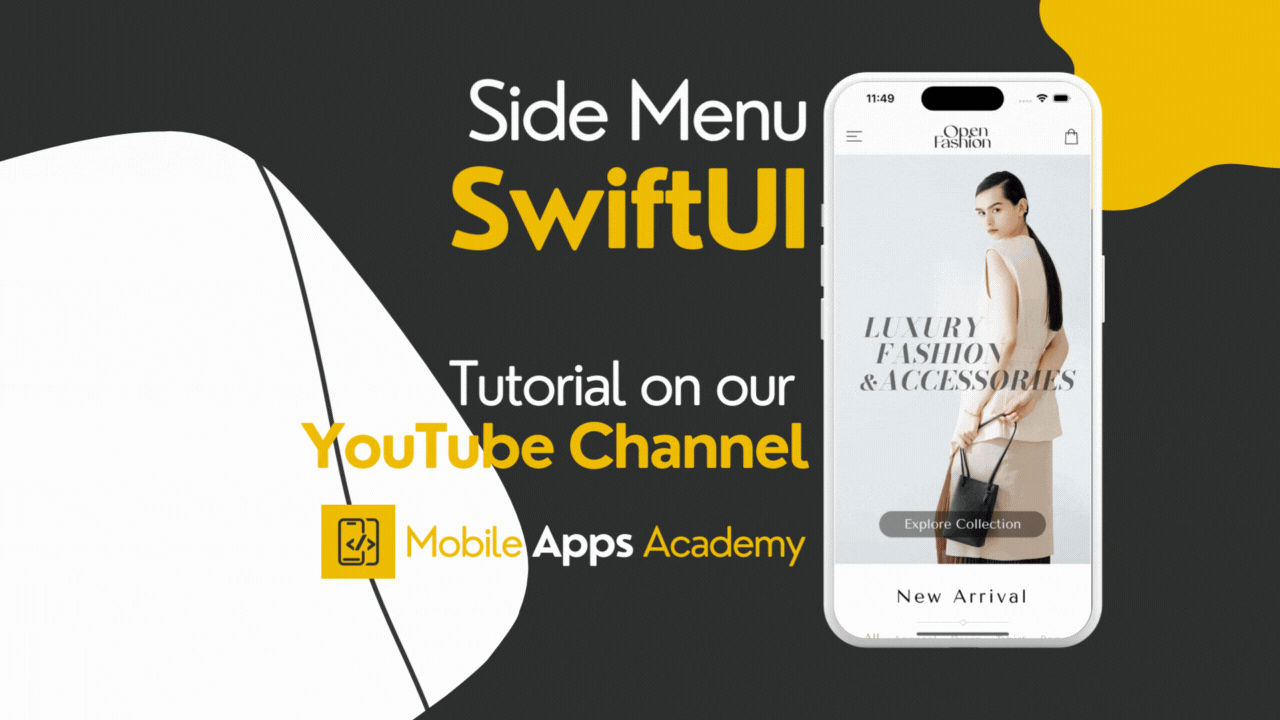 Side Menu
SwiftUI
Tutorial on our
YouTube Channel
Mobile Apps Academy
11:49
Open
Fashion
LUXURY
FASHION
&ACCESSORIES
Explore Collection
New Arrival
All